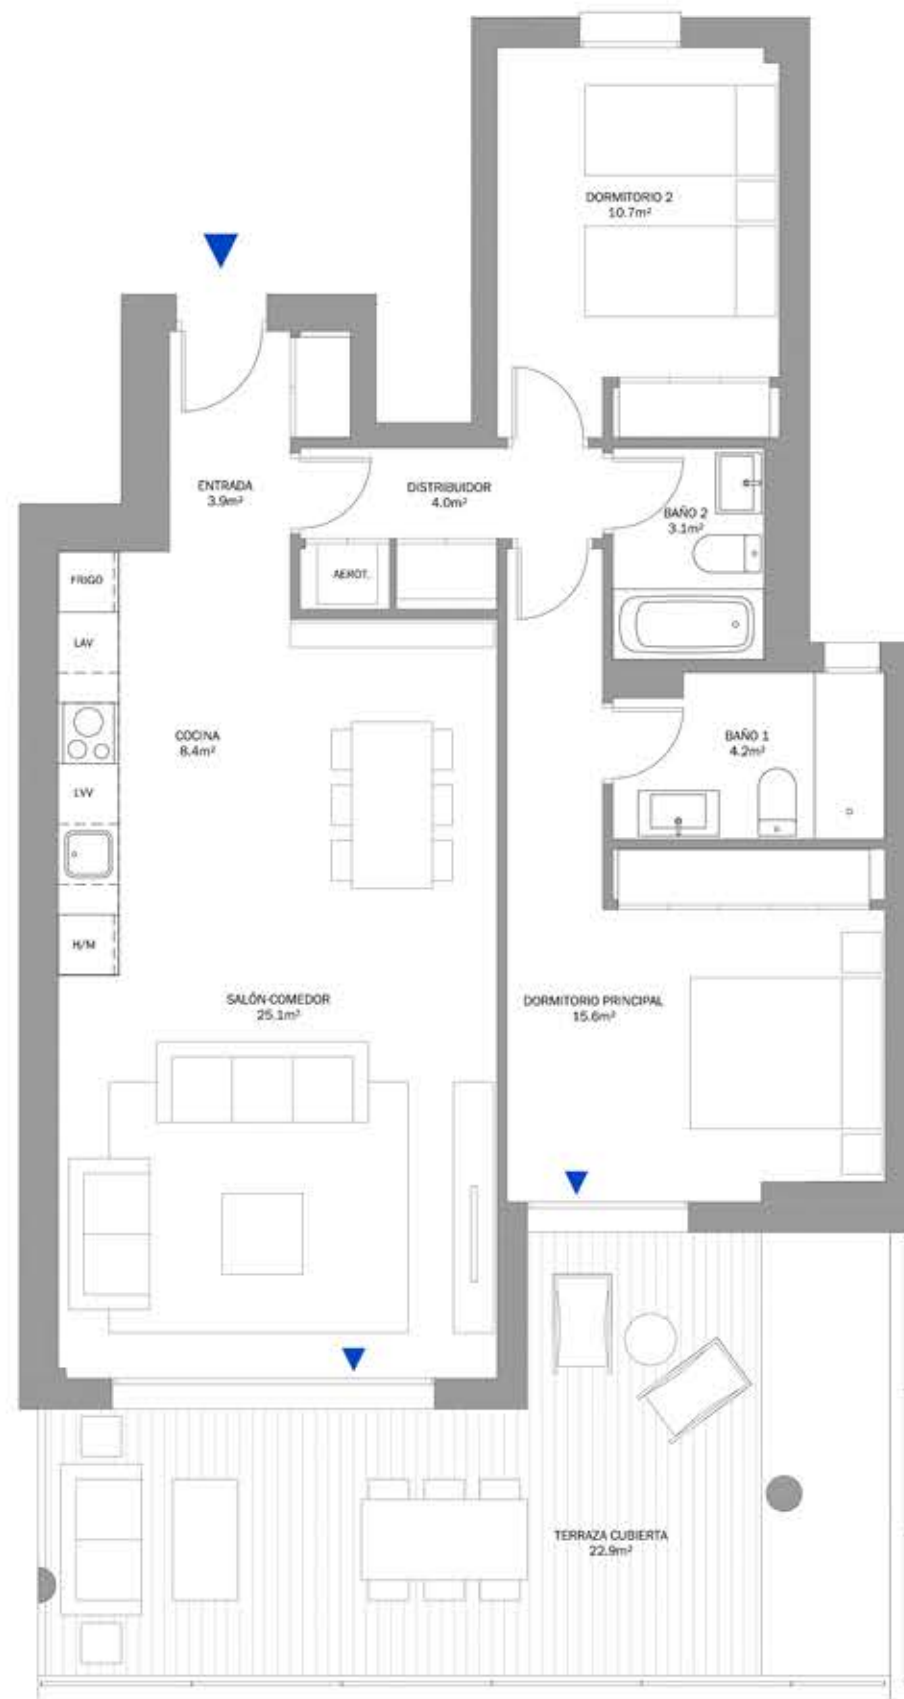 DORMITORIO 2
10.7m²
ENTRADA
3.9m²
DISTRIBUIDOR
4.0m²
BAÑO 2
3.1m²
AEROT.
FRIGO
LAV
COCINA
8.4m²
BAÑO 1
4.2m²
LVV
H/M
SALÓN-COMEDOR
25.1m²
DORMITORIO PRINCIPAL
15.6m²
TERRAZA CUBIERTA
22.9m²